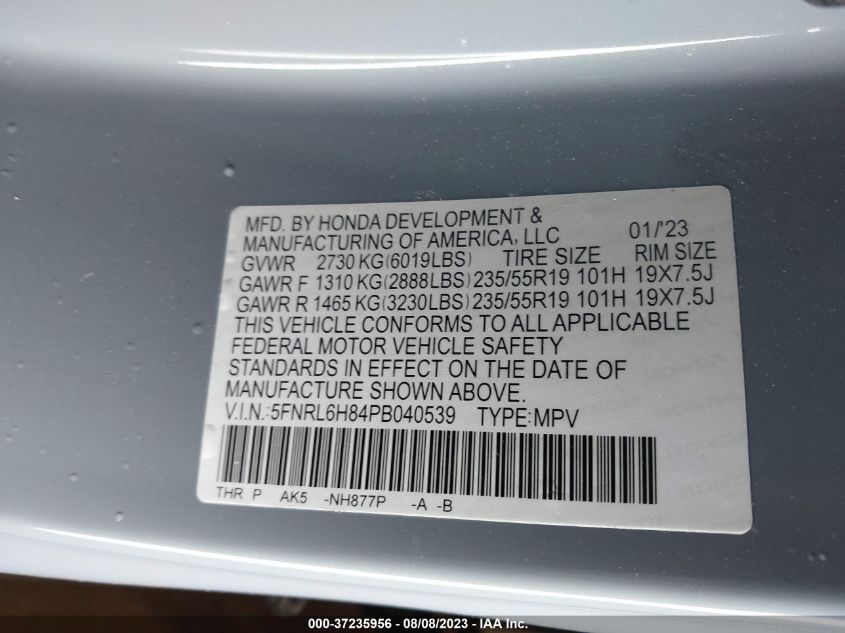 MFD. BY HONDA DEVELOPMENT &
MANUFACTURING OF AMERICA, LLC 01/'23
GVWR 2730 KG(6019LBS) TIRE SIZE RIM SIZE
GAWR F 1310 KG(2888LBS) 235/55R19 101H 19X7.5J
GAWR R 1465 KG(3230LBS) 235/55R19 101H 19X7.5J
THIS VEHICLE CONFORMS TO ALL APPLICABLE
FEDERAL MOTOR VEHICLE SAFETY
STANDARDS IN EFFECT ON THE DATE OF
MANUFACTURE SHOWN ABOVE.
V.I.N.:5FNRL6H84PB040539 TYPE:MPV
THR P AK5 -NH877P -A -B
000-37235956 - 08/08/2023 - IAA Inc.